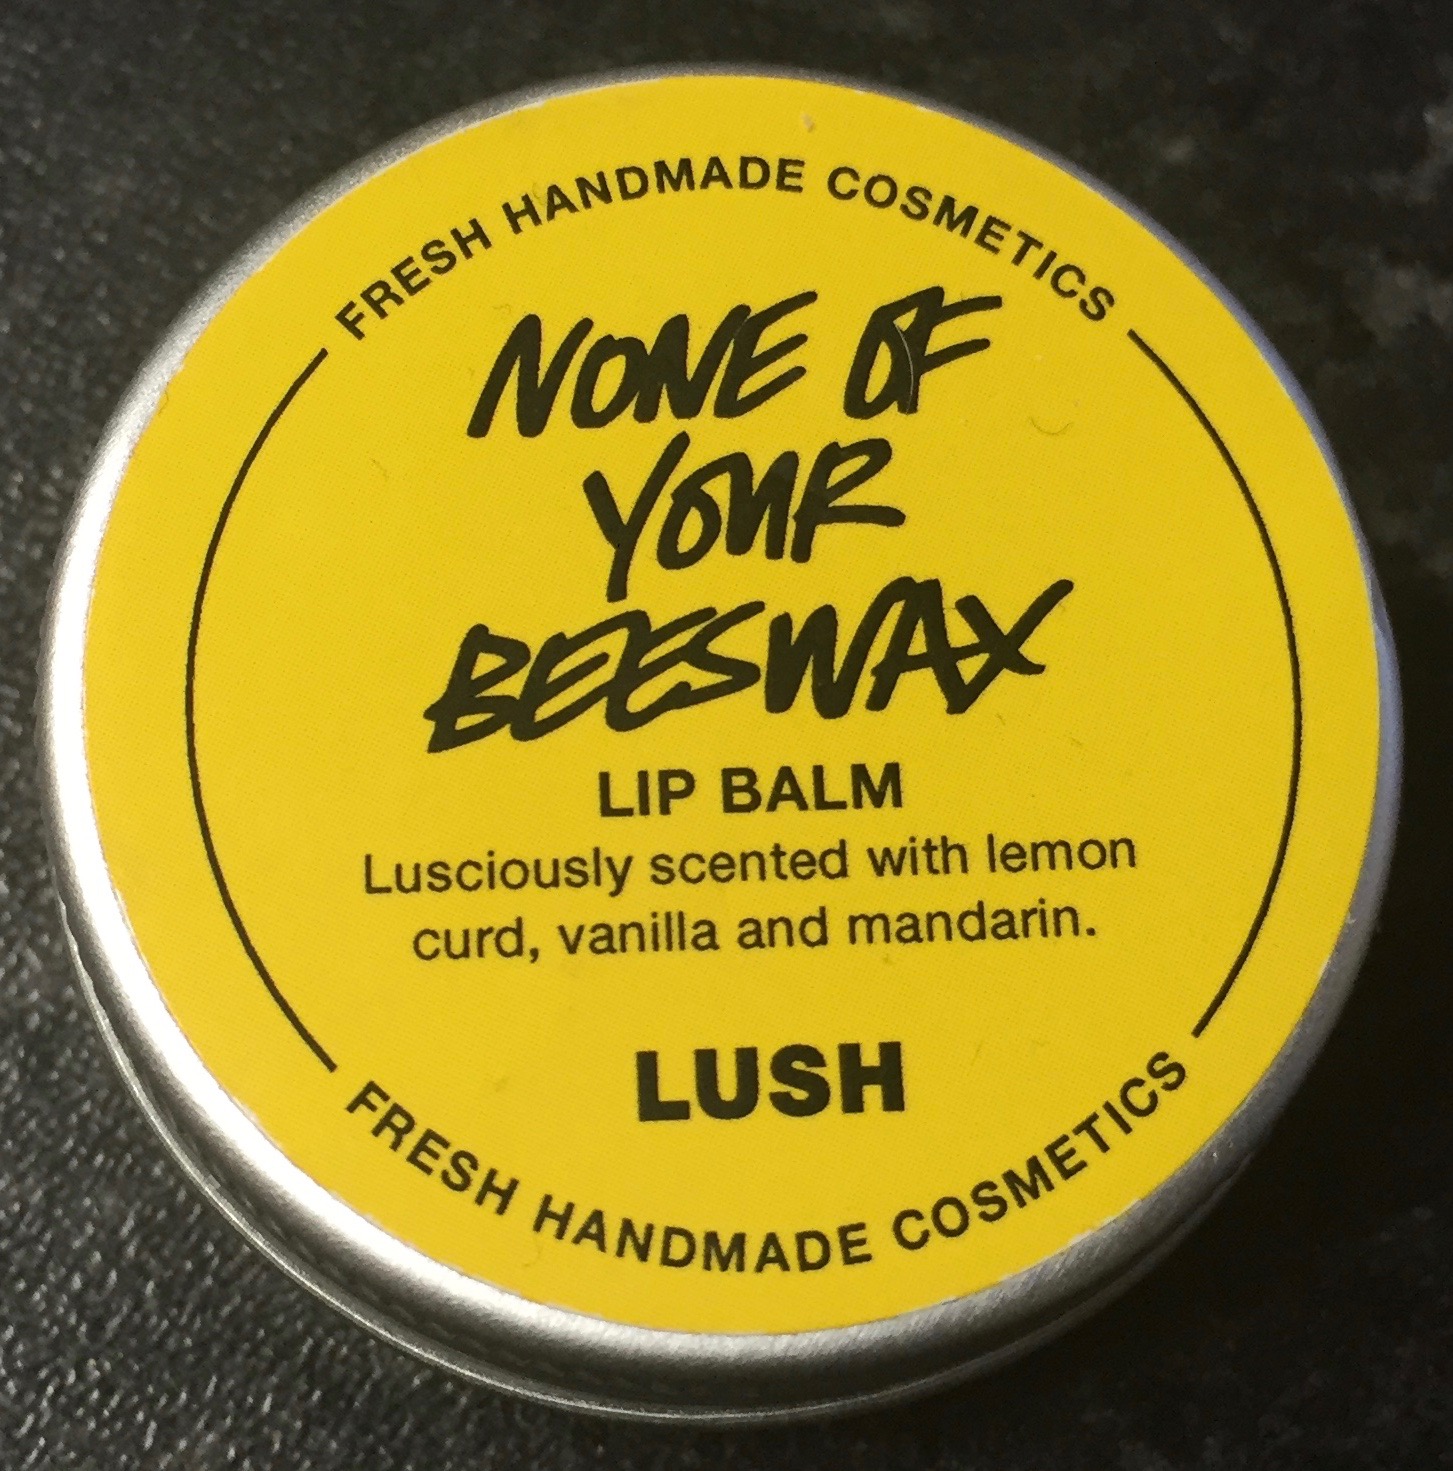 FRESH HANDMADE COSMETICS
NONE OF
YOUR
BEESWAX
LIP BALM
Lusciously scented with lemon
curd, vanilla and mandarin.
LUSH
FRESH HANDMADE COSMETICS